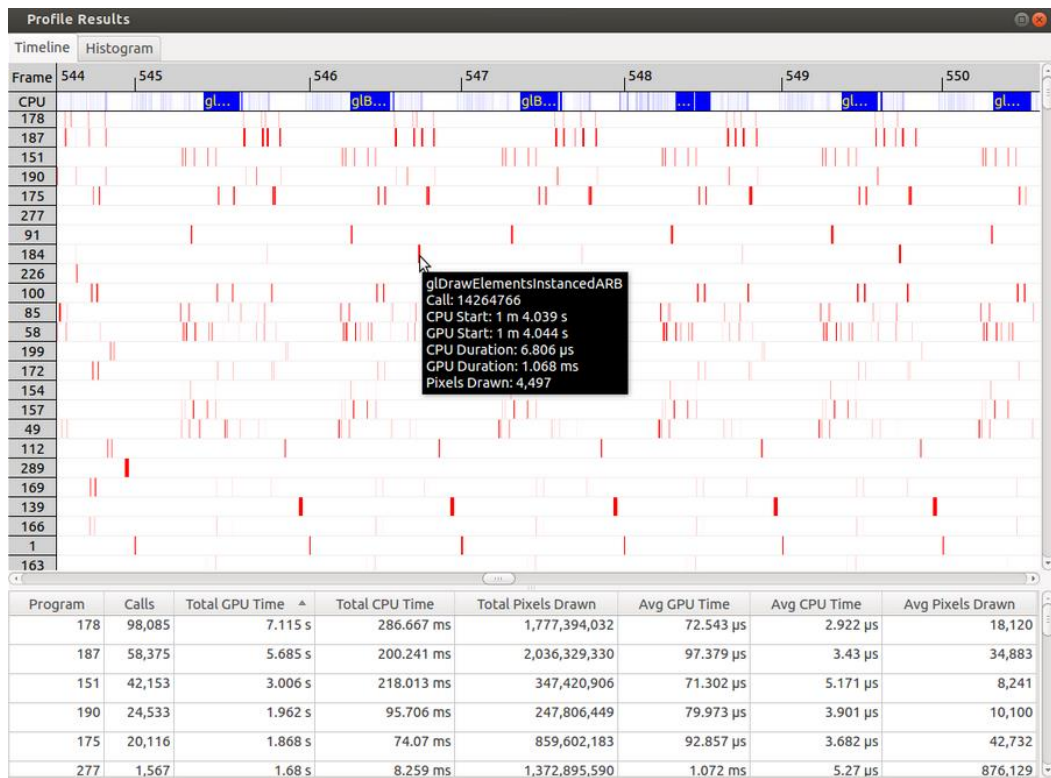 Profile Results
Timeline Histogram
Frame 544 545 546 547 548 549 550
CPU gl... glB... glB... ... gl... gl...
178
187
151
190
175
277
91
184
226
100
85
58
199
172
154
157
49
112
289
169
139
166
1
163
glDrawElementsInstancedARB
Call: 14264766
CPU Start: 1 m 4.039 s
GPU Start: 1 m 4.044 s
CPU Duration: 6.806 µs
GPU Duration: 1.068 ms
Pixels Drawn: 4,497
Program Calls Total GPU Time Total CPU Time Total Pixels Drawn Avg GPU Time Avg CPU Time Avg Pixels Drawn
178 98,085 7.115 s 286.667 ms 1,777,394,032 72.543 µs 2.922 µs 18,120
187 58,375 5.685 s 200.241 ms 2,036,329,330 97.379 µs 3.43 µs 34,883
151 42,153 3.006 s 218.013 ms 347,420,906 71.302 µs 5.171 µs 8,241
190 24,533 1.962 s 95.706 ms 247,806,449 79.973 µs 3.901 µs 10,100
175 20,116 1.868 s 74.07 ms 859,602,183 92.857 µs 3.682 µs 42,732
277 1,567 1.68 s 8.259 ms 1,372,895,590 1.072 ms 5.27 µs 876,129